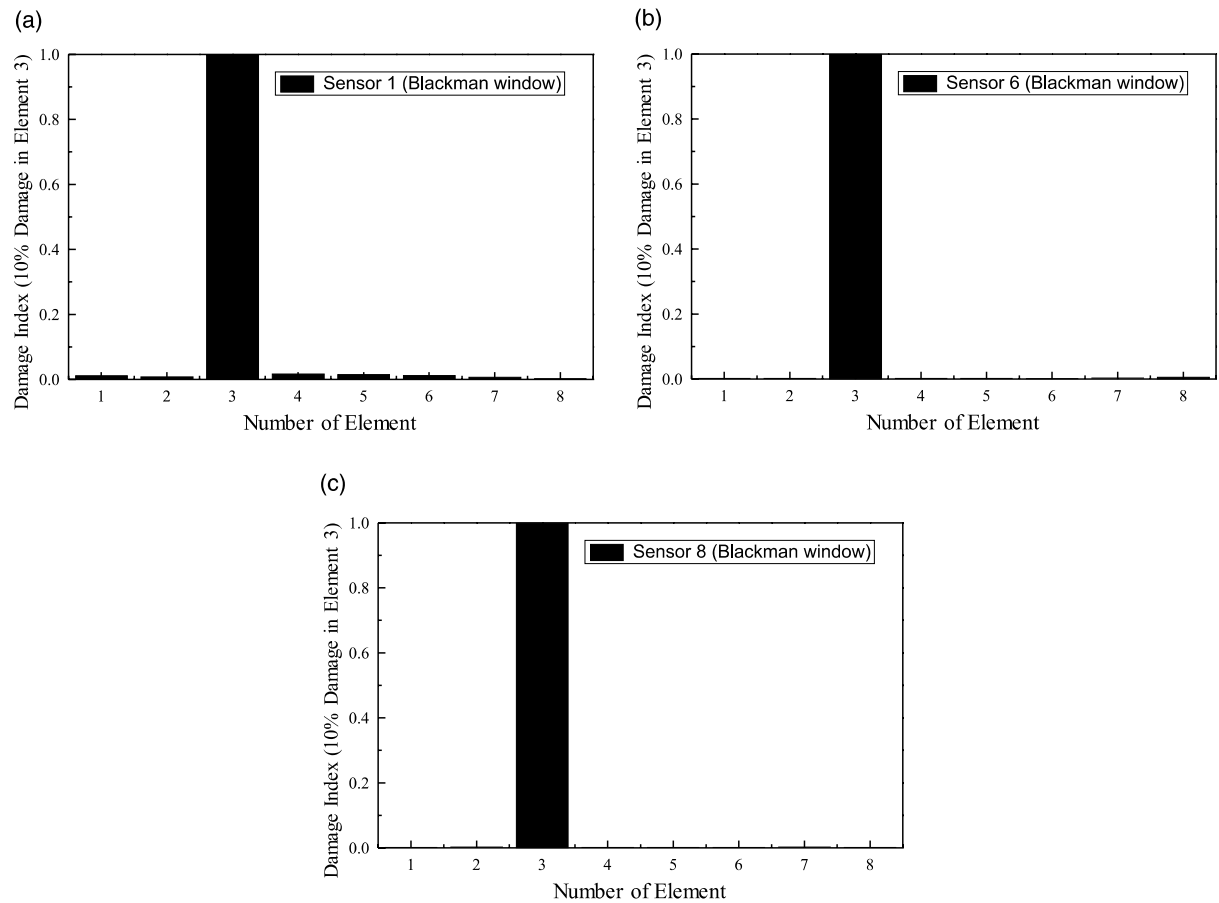 (a)
Damage Index (10% Damage in Element 3)
1.0
0.8
0.6
0.4
0.2
0.0
Sensor 1 (Blackman window)
1 2 3 4 5 6 7 8
Number of Element
(b)
Damage Index (10% Damage in Element 3)
1.0
0.8
0.6
0.4
0.2
0.0
Sensor 6 (Blackman window)
1 2 3 4 5 6 7 8
Number of Element
(c)
Damage Index (10% Damage in Element 3)
1.0
0.8
0.6
0.4
0.2
0.0
Sensor 8 (Blackman window)
1 2 3 4 5 6 7 8
Number of Element